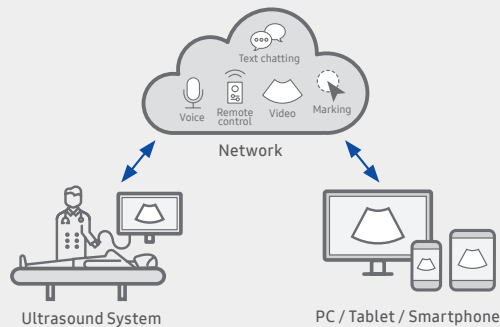 Text chatting
Voice
Remote
control
Video
Marking
Network
Ultrasound System
PC / Tablet / Smartphone